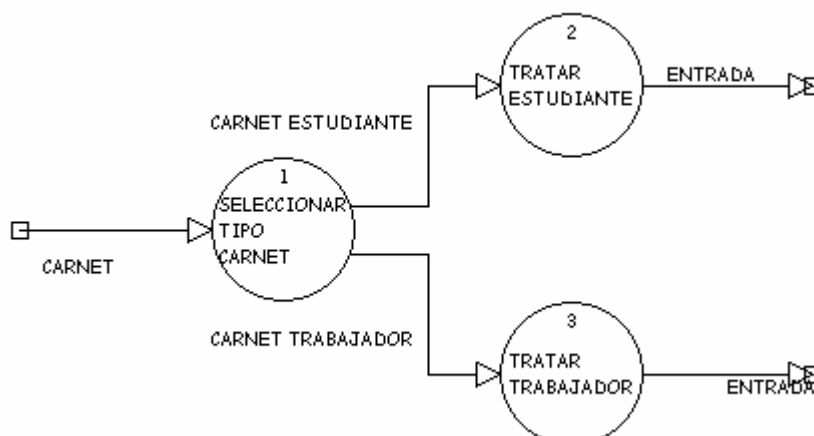 2
TRATAR
ESTUDIANTE
ENTRADA
CARNET ESTUDIANTE
1
SELECCIONAR
TIPO
CARNET
CARNET
CARNET TRABAJADOR
3
TRATAR
TRABAJADOR
ENTRADA